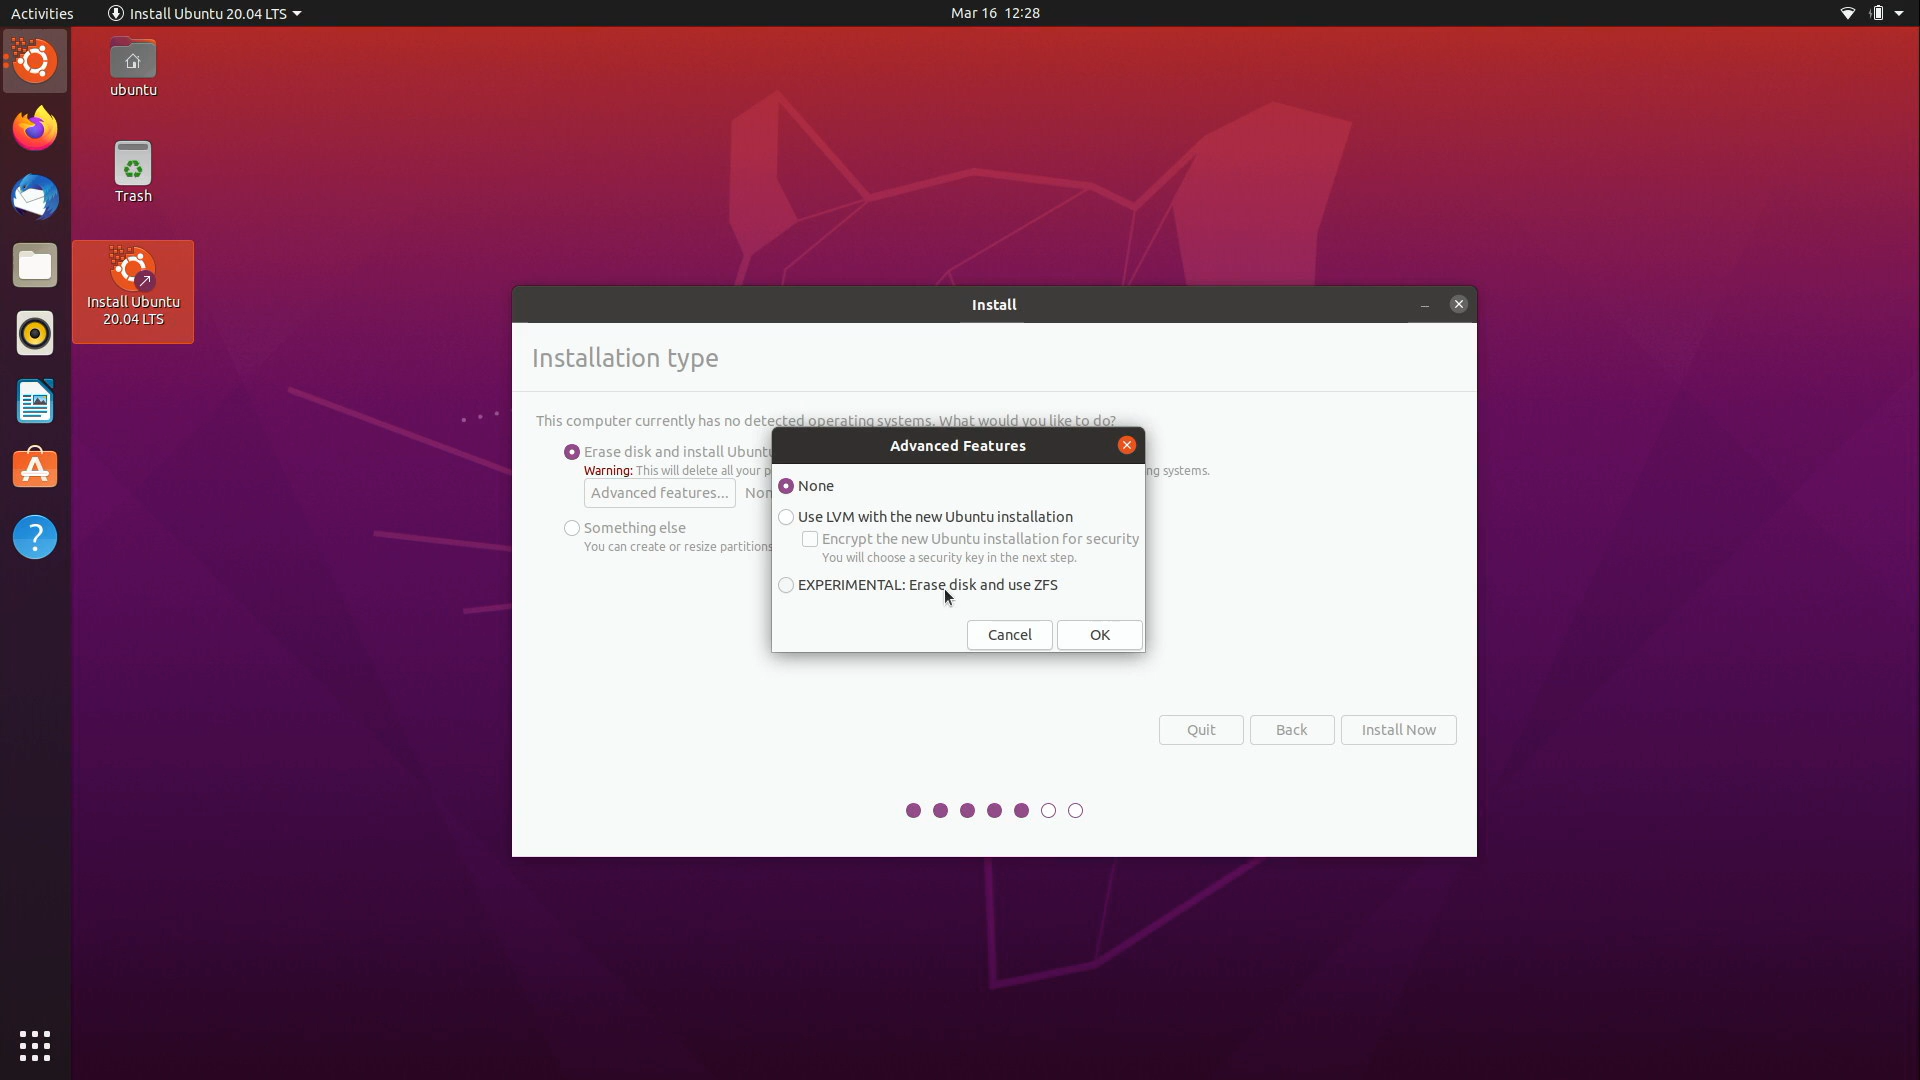 Activities
Install Ubuntu 20.04 LTS
Mar 16 12:28
ubuntu
Trash
Install Ubuntu
20.04 LTS
Install
Installation type
This computer currently has no detected operating systems. What would you like to do?
Erase disk and install Ubuntu
Warning: This will delete all your
ng systems.
Advanced features...
Something else
You can create or resize partitions
Advanced Features
None
Use LVM with the new Ubuntu installation
Encrypt the new Ubuntu installation for security
You will choose a security key in the next step.
EXPERIMENTAL: Erase disk and use ZFS
Cancel
OK
Quit
Back
Install Now